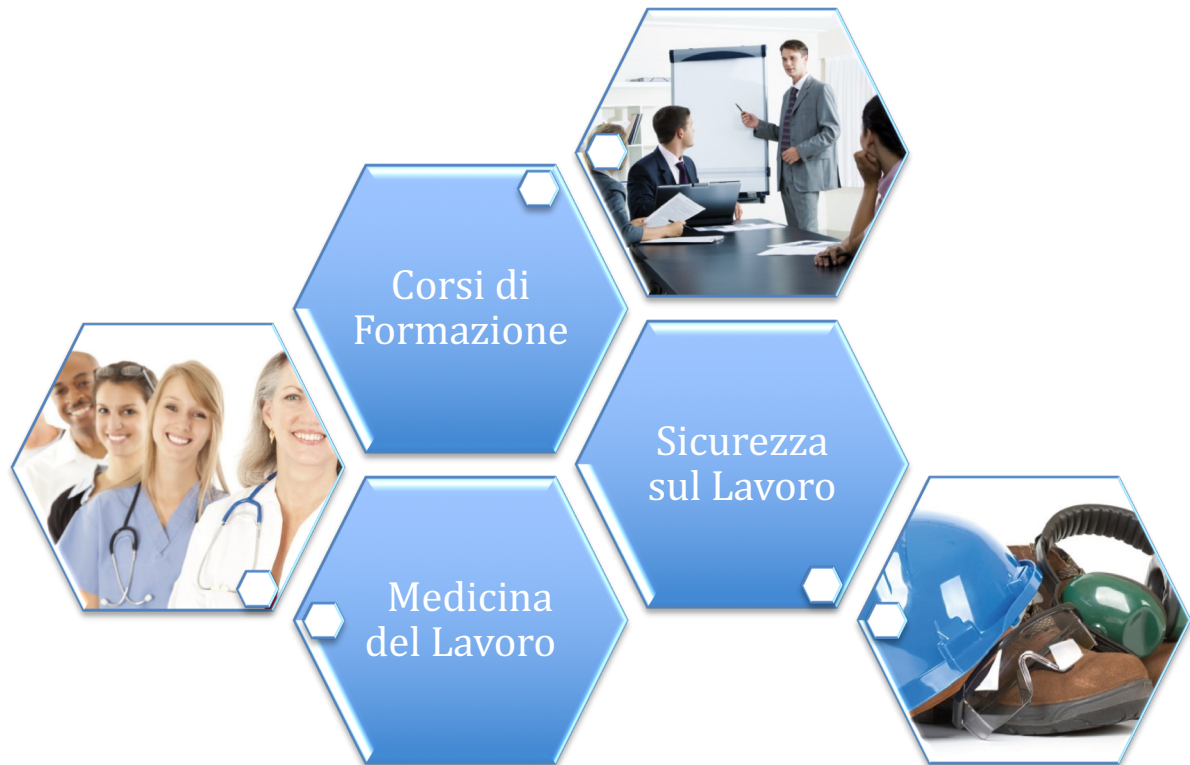 Corsi di
Formazione
Sicurezza
sul Lavoro
Medicina
del Lavoro